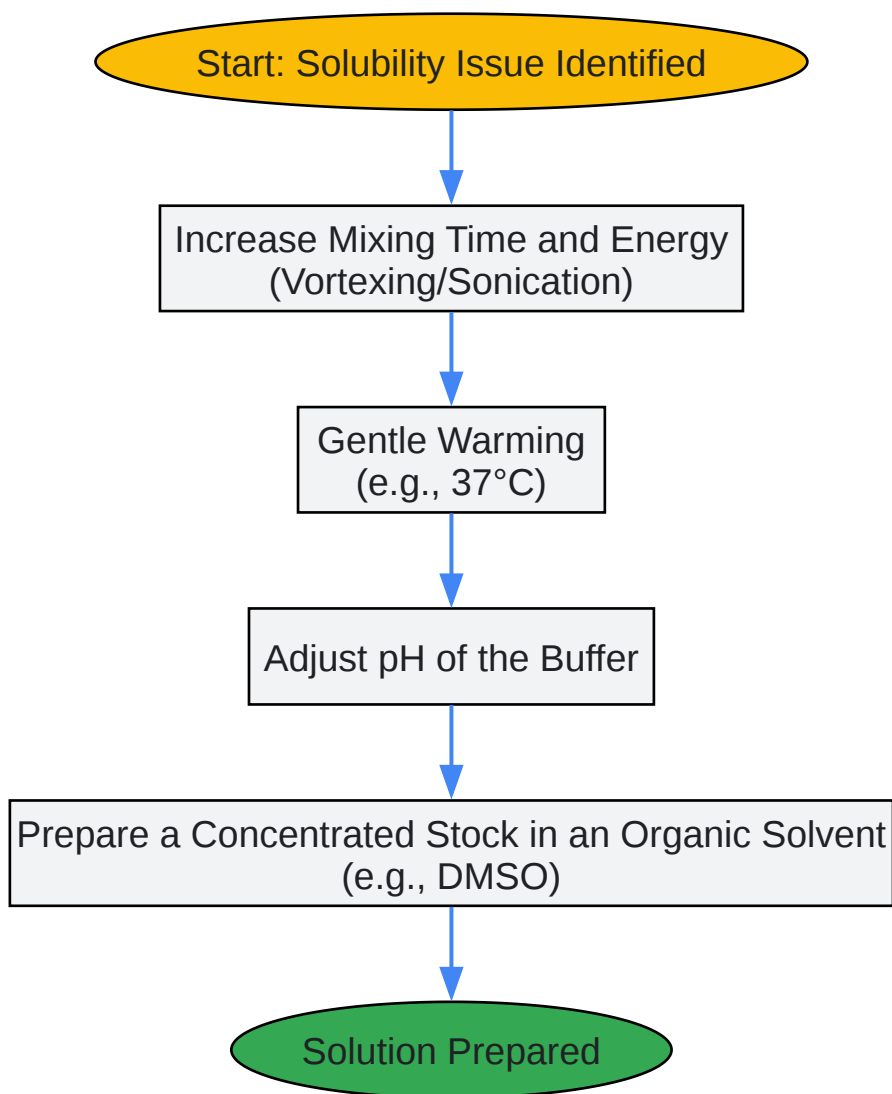 Start: Solubility Issue Identified
Increase Mixing Time and Energy
(Vortexing/Sonication)
Gentle Warming
(e.g., 37°C)
Adjust pH of the Buffer
Prepare a Concentrated Stock in an Organic Solvent
(e.g., DMSO)
Solution Prepared